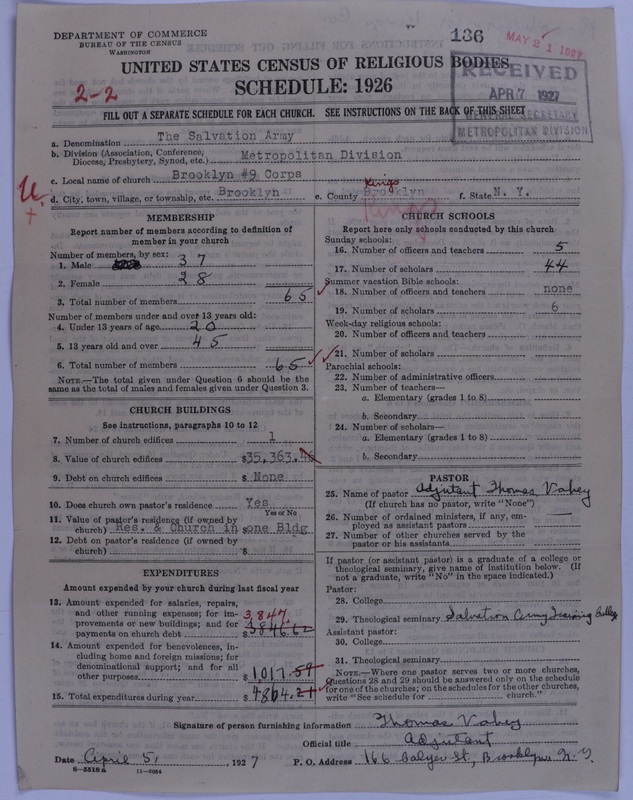 DEPARTMENT OF COMMERCE
BUREAU OF THE CENSUS
WASHINGTON
136
MAY 21 1927
RECEIVED
APR 7 1927
GENERAL SECRETARY
METROPOLITAN DIVISION
UNITED STATES CENSUS OF RELIGIOUS BODIES
SCHEDULE: 1926
2-2
FILL OUT A SEPARATE SCHEDULE FOR EACH CHURCH. SEE INSTRUCTIONS ON THE BACK OF THIS SHEET
a. Denomination The Salvation Army
b. Division (Association, Conference, Diocese, Presbytery, Synod, etc.) Metropolitan Division
c. Local name of church Brooklyn #9 Corps
d. City, town, village, or township, etc. Brooklyn e. County Brooklyn Kings f. State N. Y.
Kings
MEMBERSHIP
Report number of members according to definition of
member in your church
Number of members, by sex:
1. Male 37
2. Female 28
3. Total number of members 65
Number of members under and over 13 years old:
4. Under 13 years of age 20
5. 13 years old and over 45
6. Total number of members 65
NOTE.—The total given under Question 6 should be
same as the total of males and females given under Question 3.
CHURCH BUILDINGS
See instructions, paragraphs 10 to 12
7. Number of church edifices 1
8. Value of church edifices $35,363.46
9. Debt on church edifices $ None
10. Does church own pastor's residence Yes
Yes or No
11. Value of pastor's residence (if owned by
church) Res. & Church in $ one Bldg
12. Debt on pastor's residence (if owned by
church) $
EXPENDITURES
Amount expended by your church during last fiscal year
13. Amount expended for salaries, repairs,
and other running expenses; for im-
provements or new buildings; and for
payments on church debt 3,847 $3846.62
14. Amount expended for benevolences, in-
cluding home and foreign missions; for
denominational support; and for all
other purposes $1,017.59
15. Total expenditures during year $4864.21
CHURCH SCHOOLS
Report here only schools conducted by this church
Sunday schools:
16. Number of officers and teachers 5
17. Number of scholars 44
Summer vacation Bible schools:
18. Number of officers and teachers none
19. Number of scholars 6
Week-day religious schools:
20. Number of officers and teachers
21. Number of scholars
Parochial schools:
22. Number of administrative officers
23. Number of teachers—
a. Elementary (grades 1 to 8)
b. Secondary
24. Number of scholars—
a. Elementary (grades 1 to 8)
b. Secondary
PASTOR
25. Name of pastor Adjutant Thomas Vahey
(If church has no pastor, write "None")
26. Number of ordained ministers, if any, em-
ployed as assistant pastors —
27. Number of other churches served by the
pastor or his assistants
If pastor (or assistant pastor) is a graduate of a college or
theological seminary, give name of institution below. (If
not a graduate, write "No" in the space indicated.)
Pastor:
28. College
29. Theological seminary Salvation Army Training College
Assistant pastor:
30. College
31. Theological seminary
NOTE.—Where one pastor serves two or more churches,
Questions 28 and 29 should be answered only on the schedule
for one of the churches; on the schedules for the other churches,
write "See schedule for church."
Signature of person furnishing information Thomas Vahey
Official title Adjutant
Date April 5, 1927 P. O. Address 166 Calyer St., Brooklyn N. Y.
8—5518a 11—9084